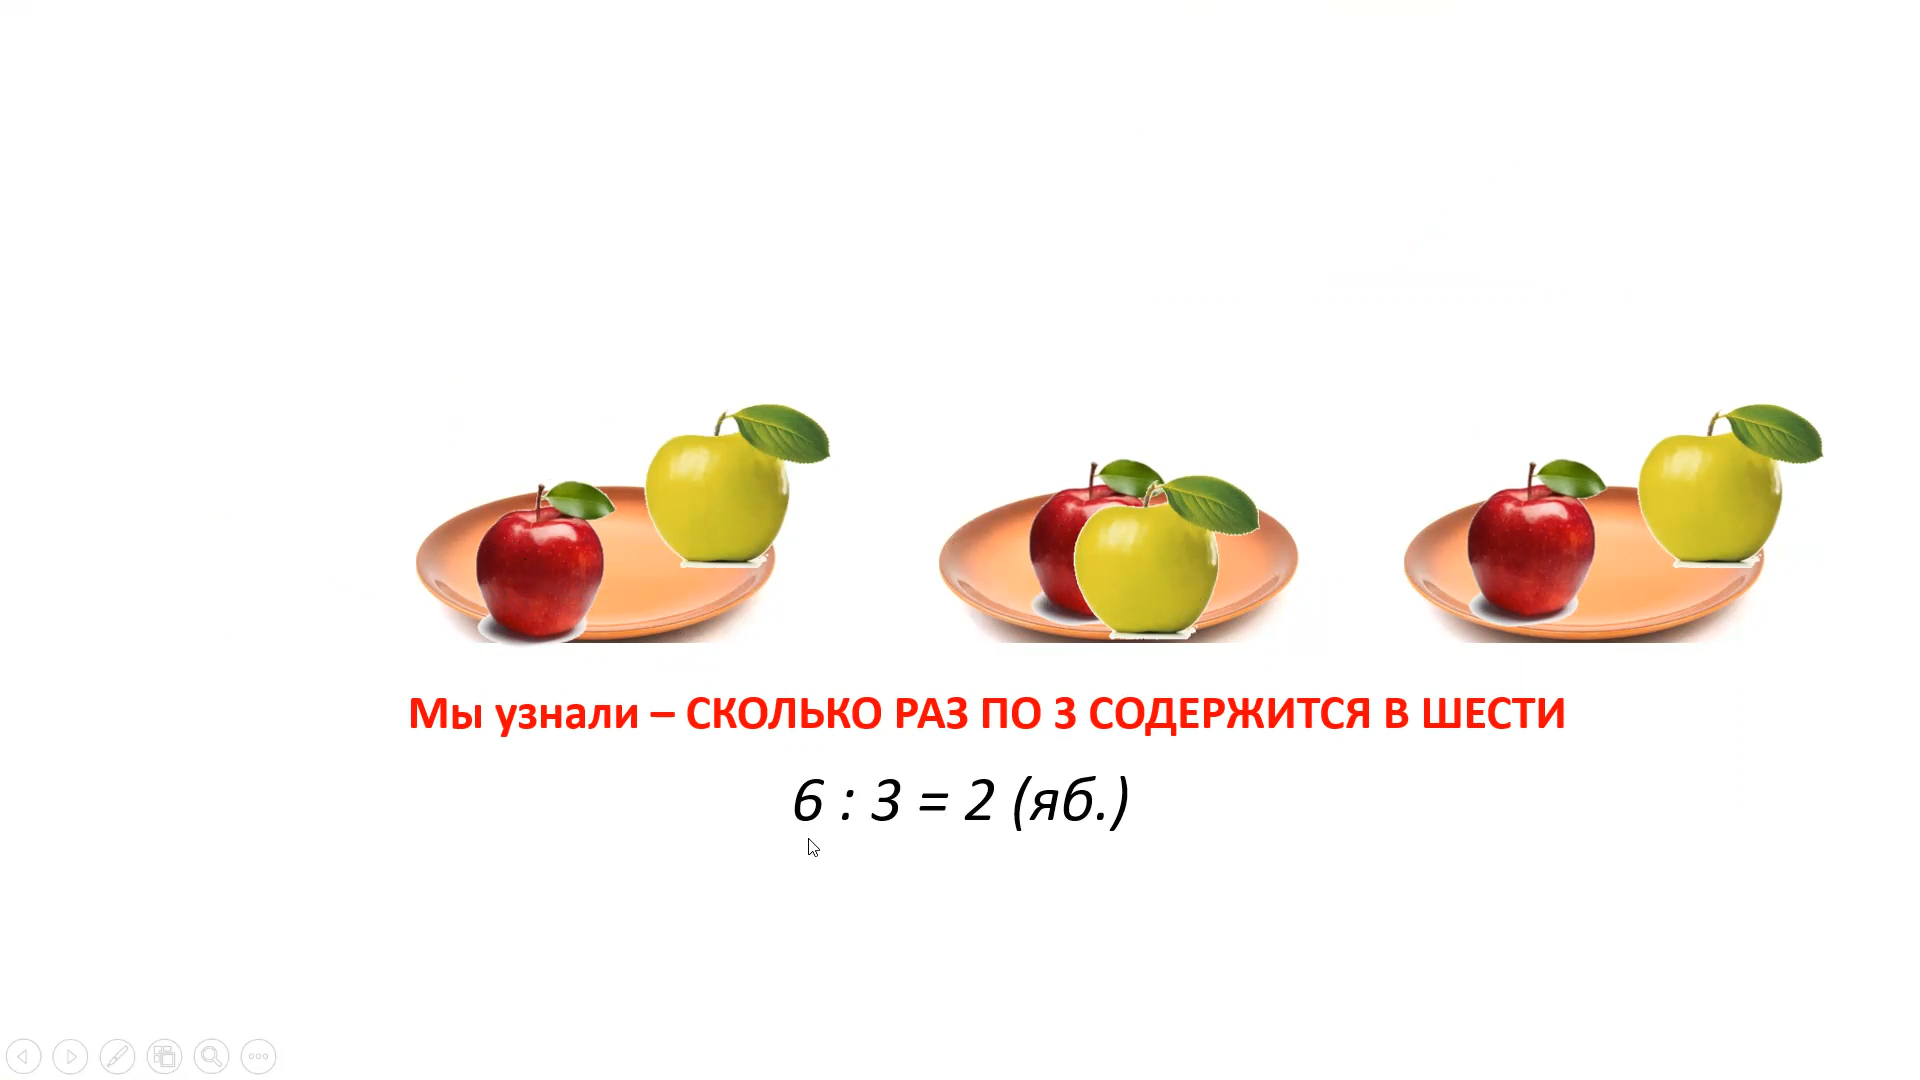 Мы узнали – СКОЛЬКО РАЗ ПО 3 СОДЕРЖИТСЯ В ШЕСТИ
6 : 3 = 2 (яб.)